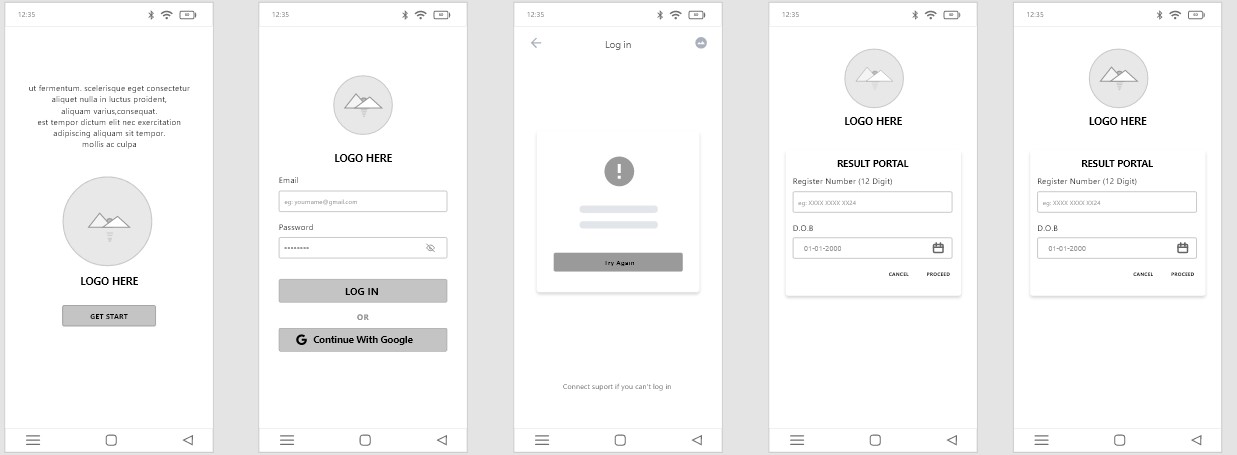 12:35
ut fermentum. scelerisque eget consectetur
aliquet nulla in luctus proident,
aliquam varius,consequat.
est tempor dictum elit nec exercitation
adipiscing aliquam sit tempor.
mollis ac culpa
LOGO HERE
GET START
12:35
LOGO HERE
Email
eg: yourname@gmail.com
Password
LOG IN
OR
G Continue With Google
12:35
Log in
!
Try Again
Connect suport if you can't log in
12:35
LOGO HERE
RESULT PORTAL
Register Number (12 Digit)
eg: XXXX XXXX XX24
D.O.B
01-01-2000
CANCEL PROCEED
12:35
LOGO HERE
RESULT PORTAL
Register Number (12 Digit)
eg: XXXX XXXX XX24
D.O.B
01-01-2000
CANCEL PROCEED